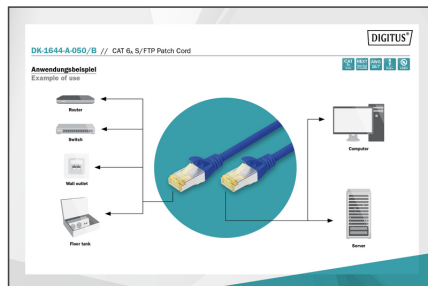 DIGITUS®
DK-1644-A-050/B // CAT 6A S/FTP Patch Cord
Anwendungsbeispiel
Example of use
Router
Switch
Wall outlet
Floor tank
Computer
Server